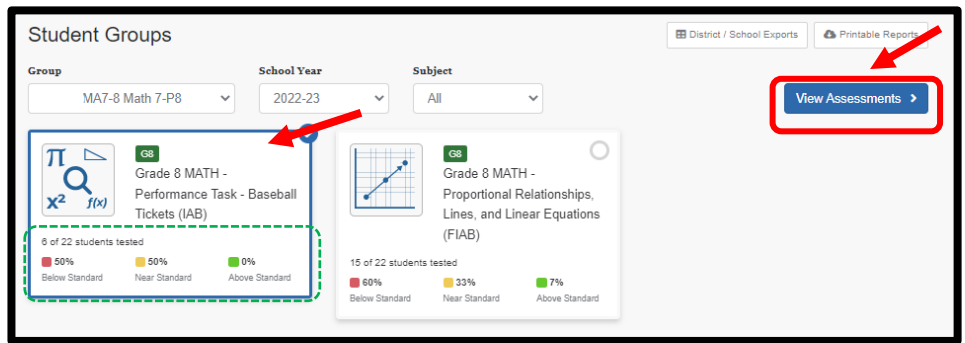 Student Groups
District / School Exports
Printable Reports
Group
School Year
Subject
MA7-8 Math 7-P8
2022-23
All
View Assessments
π
x² f(x)
G8
Grade 8 MATH -
Performance Task - Baseball
Tickets (IAB)
6 of 22 students tested
50% 50% 0%
Below Standard Near Standard Above Standard
G8
Grade 8 MATH -
Proportional Relationships,
Lines, and Linear Equations
(FIAB)
15 of 22 students tested
60% 33% 7%
Below Standard Near Standard Above Standard